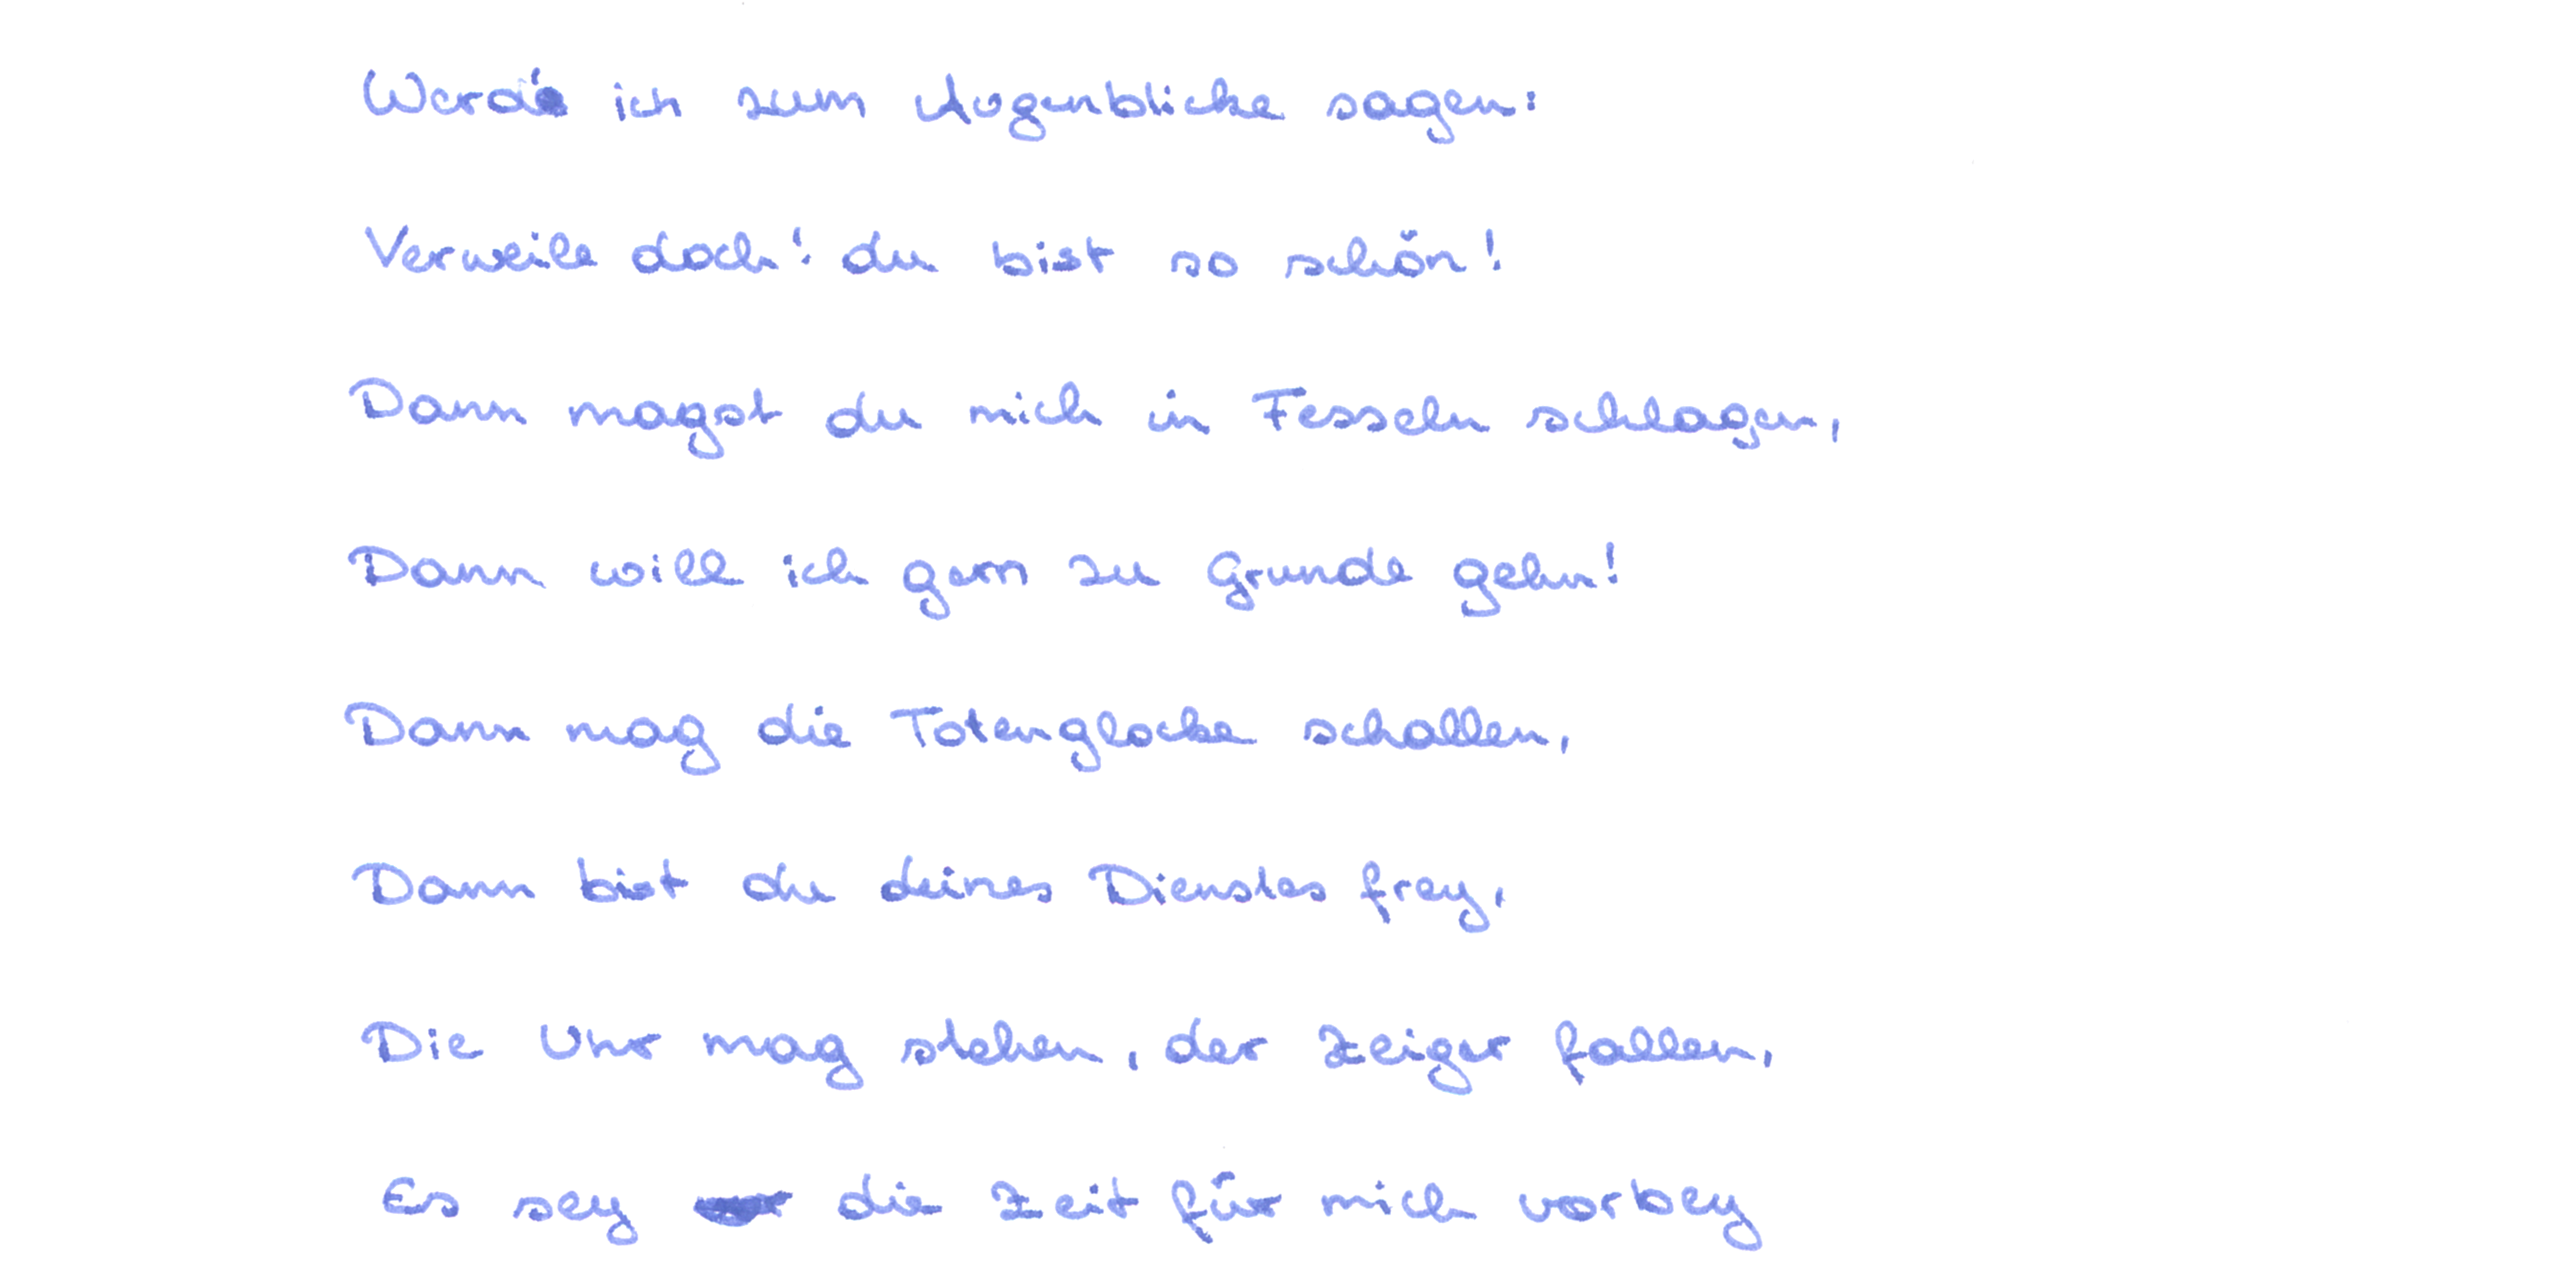 Werd' ich zum Augenblicke sagen:
Verweile doch! du bist so schön!
Dann magst du mich in Fesseln schlagen,
Dann will ich gern zu Grunde gehn!
Dann mag die Totenglocke schallen,
Dann bist du deines Dienstes frey,
Die Uhr mag stehen, der Zeiger fallen,
Es sey die Zeit für mich vorbey